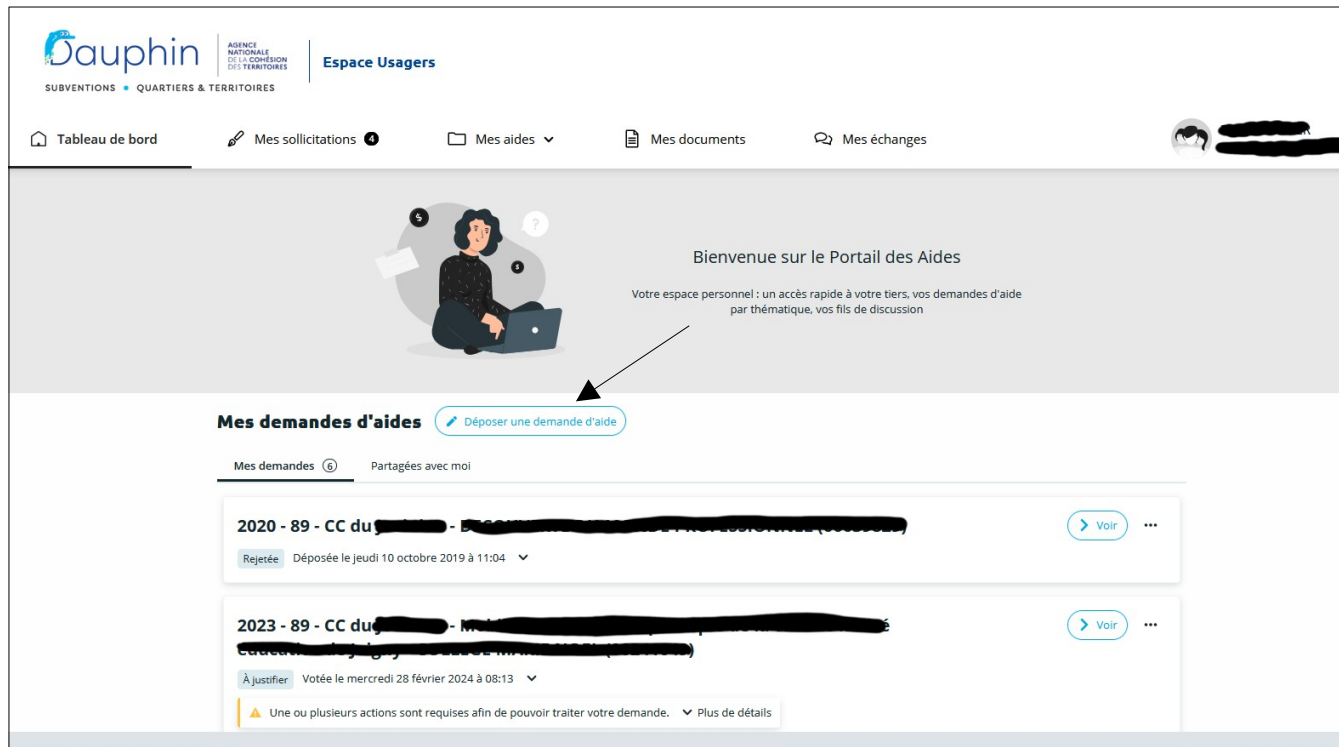 Dauphin
AGENCE
NATIONALE
DE LA COHÉSION
DES TERRITOIRES
Espace Usagers
SUBVENTIONS • QUARTIERS & TERRITOIRES
Tableau de bord
Mes sollicitations 4
Mes aides
Mes documents
Mes échanges
?
$
$
Bienvenue sur le Portail des Aides
Votre espace personnel : un accès rapide à votre tiers, vos demandes d'aide
par thématique, vos fils de discussion
Mes demandes d'aides
Déposer une demande d'aide
Mes demandes 6
Partagées avec moi
2020 - 89 - CC du -
Voir ...
Rejetée Déposée le jeudi 10 octobre 2019 à 11:04
2023 - 89 - CC du -
Voir ...
À justifier Votée le mercredi 28 février 2024 à 08:13
Une ou plusieurs actions sont requises afin de pouvoir traiter votre demande. Plus de détails